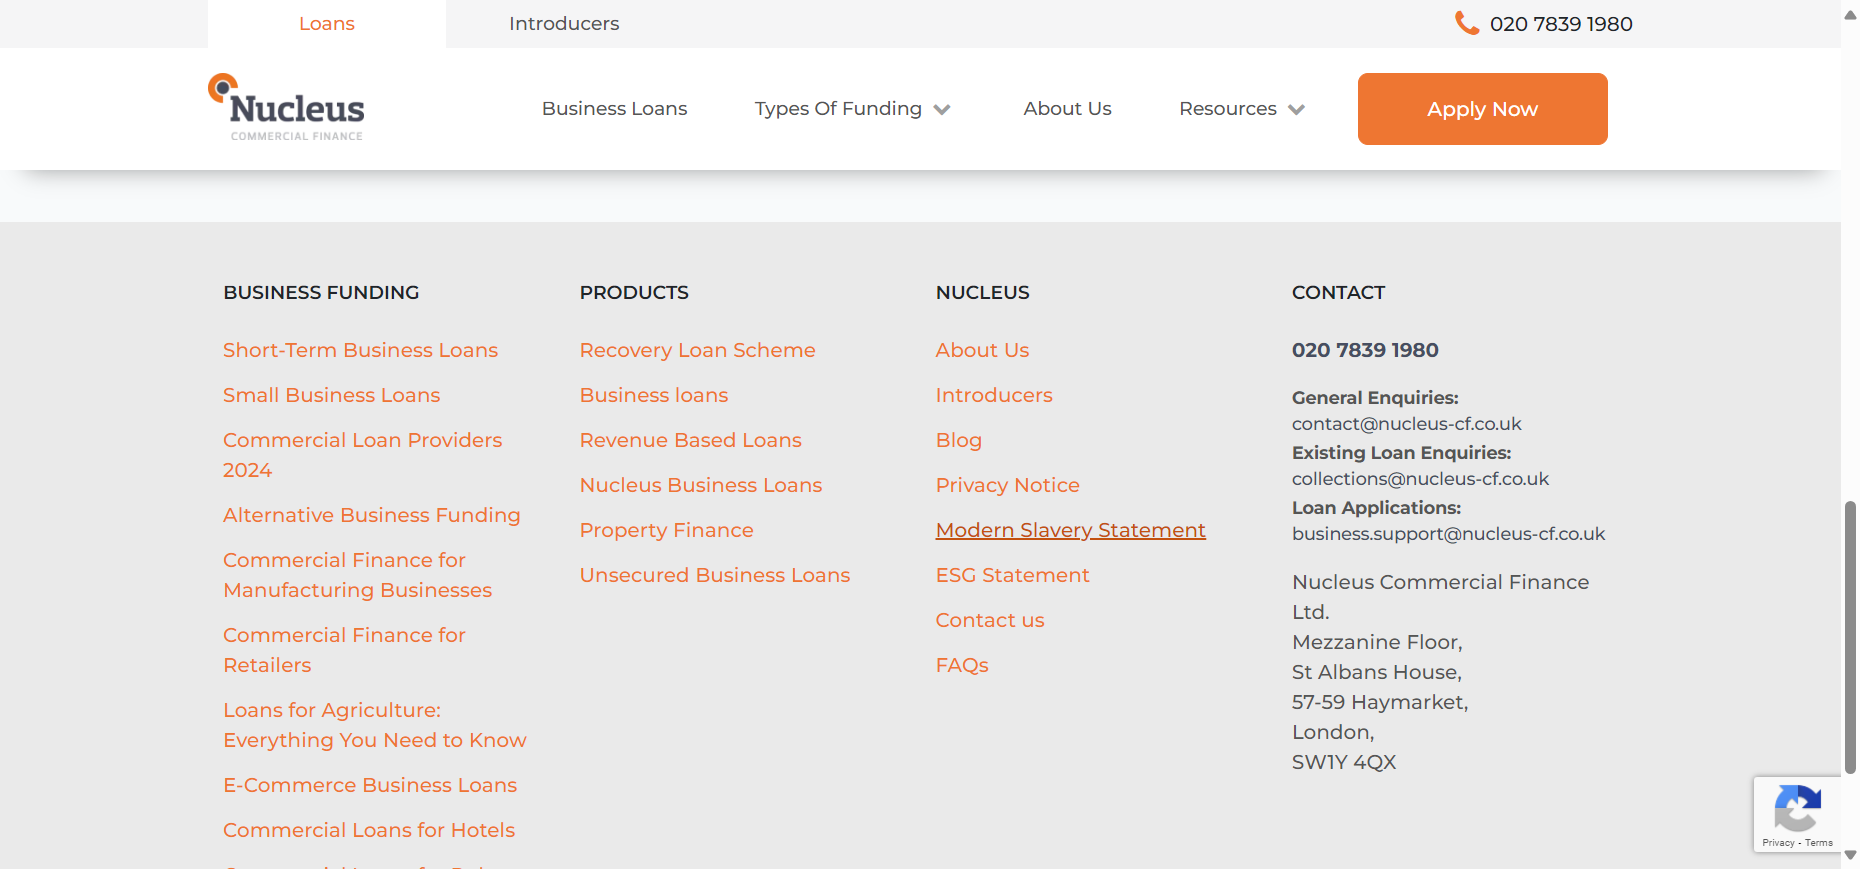 Loans
Introducers
020 7839 1980
Nucleus
COMMERCIAL FINANCE
Business Loans
Types Of Funding
About Us
Resources
Apply Now
BUSINESS FUNDING
Short-Term Business Loans
Small Business Loans
Commercial Loan Providers
2024
Alternative Business Funding
Commercial Finance for
Manufacturing Businesses
Commercial Finance for
Retailers
Loans for Agriculture:
Everything You Need to Know
E-Commerce Business Loans
Commercial Loans for Hotels
PRODUCTS
Recovery Loan Scheme
Business loans
Revenue Based Loans
Nucleus Business Loans
Property Finance
Unsecured Business Loans
NUCLEUS
About Us
Introducers
Blog
Privacy Notice
Modern Slavery Statement
ESG Statement
Contact us
FAQs
CONTACT
020 7839 1980
General Enquiries:
contact@nucleus-cf.co.uk
Existing Loan Enquiries:
collections@nucleus-cf.co.uk
Loan Applications:
business.support@nucleus-cf.co.uk
Nucleus Commercial Finance
Ltd.
Mezzanine Floor,
St Albans House,
57-59 Haymarket,
London,
SW1Y 4QX
Privacy - Terms